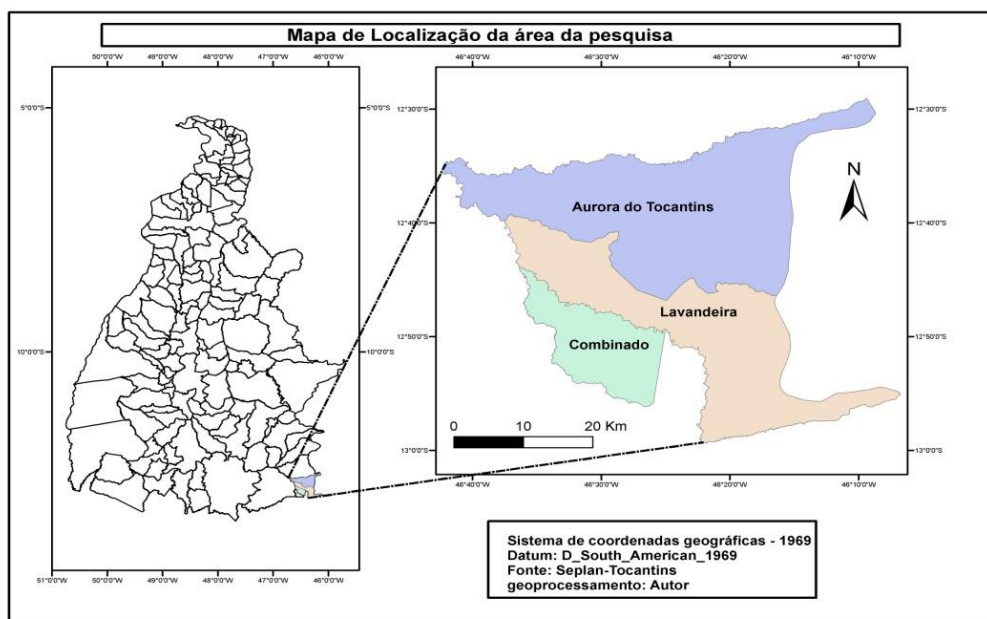 Mapa de Localização da área da pesquisa
50°0'0"W 49°0'0"W 48°0'0"W 47°0'0"W 46°0'0"W
5°0'0"S 5°0'0"S
10°0'0"S 10°0'0"S
51°0'0"W 50°0'0"W 49°0'0"W 48°0'0"W 47°0'0"W 46°0'0"W
46°40'0"W 46°30'0"W 46°20'0"W 46°10'0"W
12°30'0"S 12°30'0"S
N
Aurora do Tocantins
12°40'0"S 12°40'0"S
Lavandeira
Combinado
12°50'0"S 12°50'0"S
0 10 20 Km
13°0'0"S 13°0'0"S
46°40'0"W 46°30'0"W 46°20'0"W 46°10'0"W
Sistema de coordenadas geográficas - 1969
Datum: D_South_American_1969
Fonte: Seplan-Tocantins
geoprocessamento: Autor